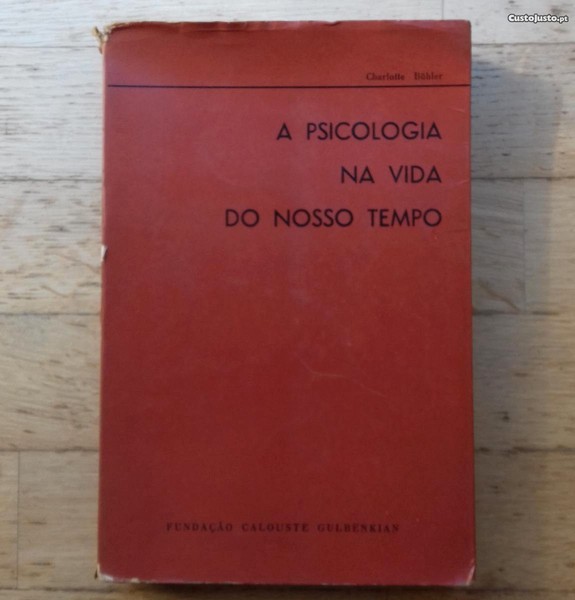 CustoJusto.pt
Charlotte Bühler
A PSICOLOGIA
NA VIDA
DO NOSSO TEMPO
FUNDAÇÃO CALOUSTE GULBENKIAN